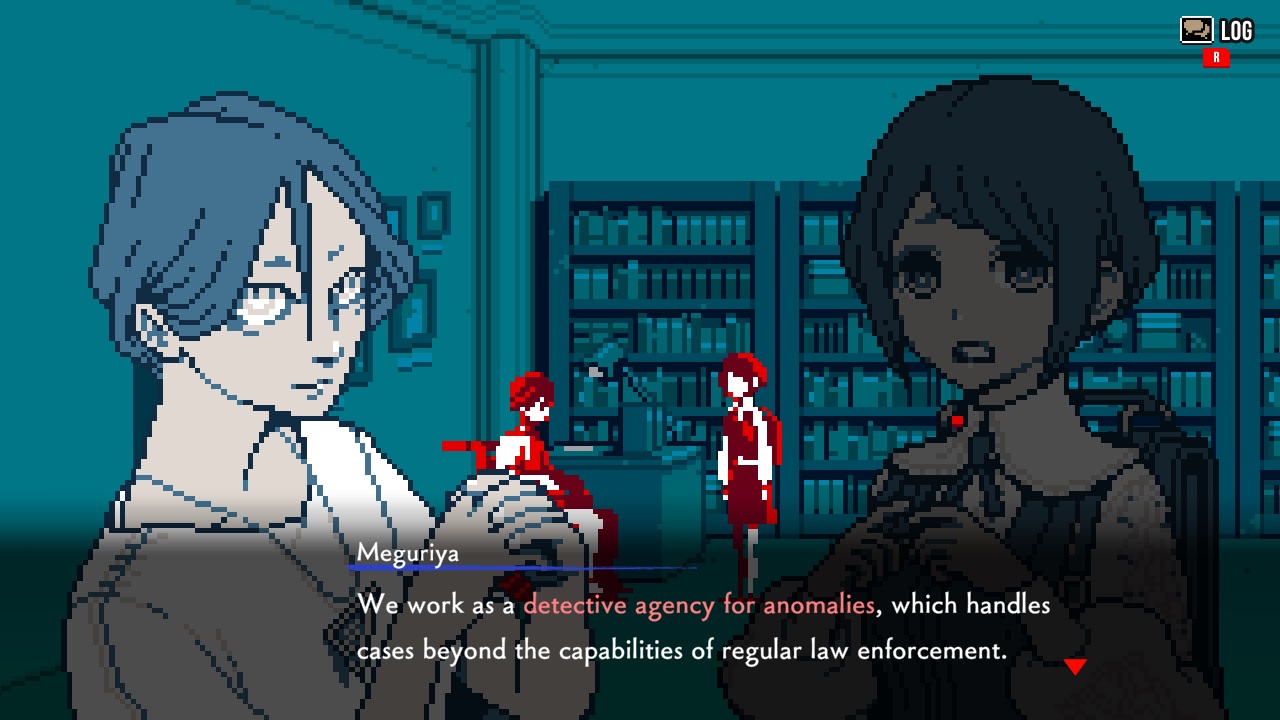 LOG
R
Meguriya
We work as a detective agency for anomalies, which handles
cases beyond the capabilities of regular law enforcement.